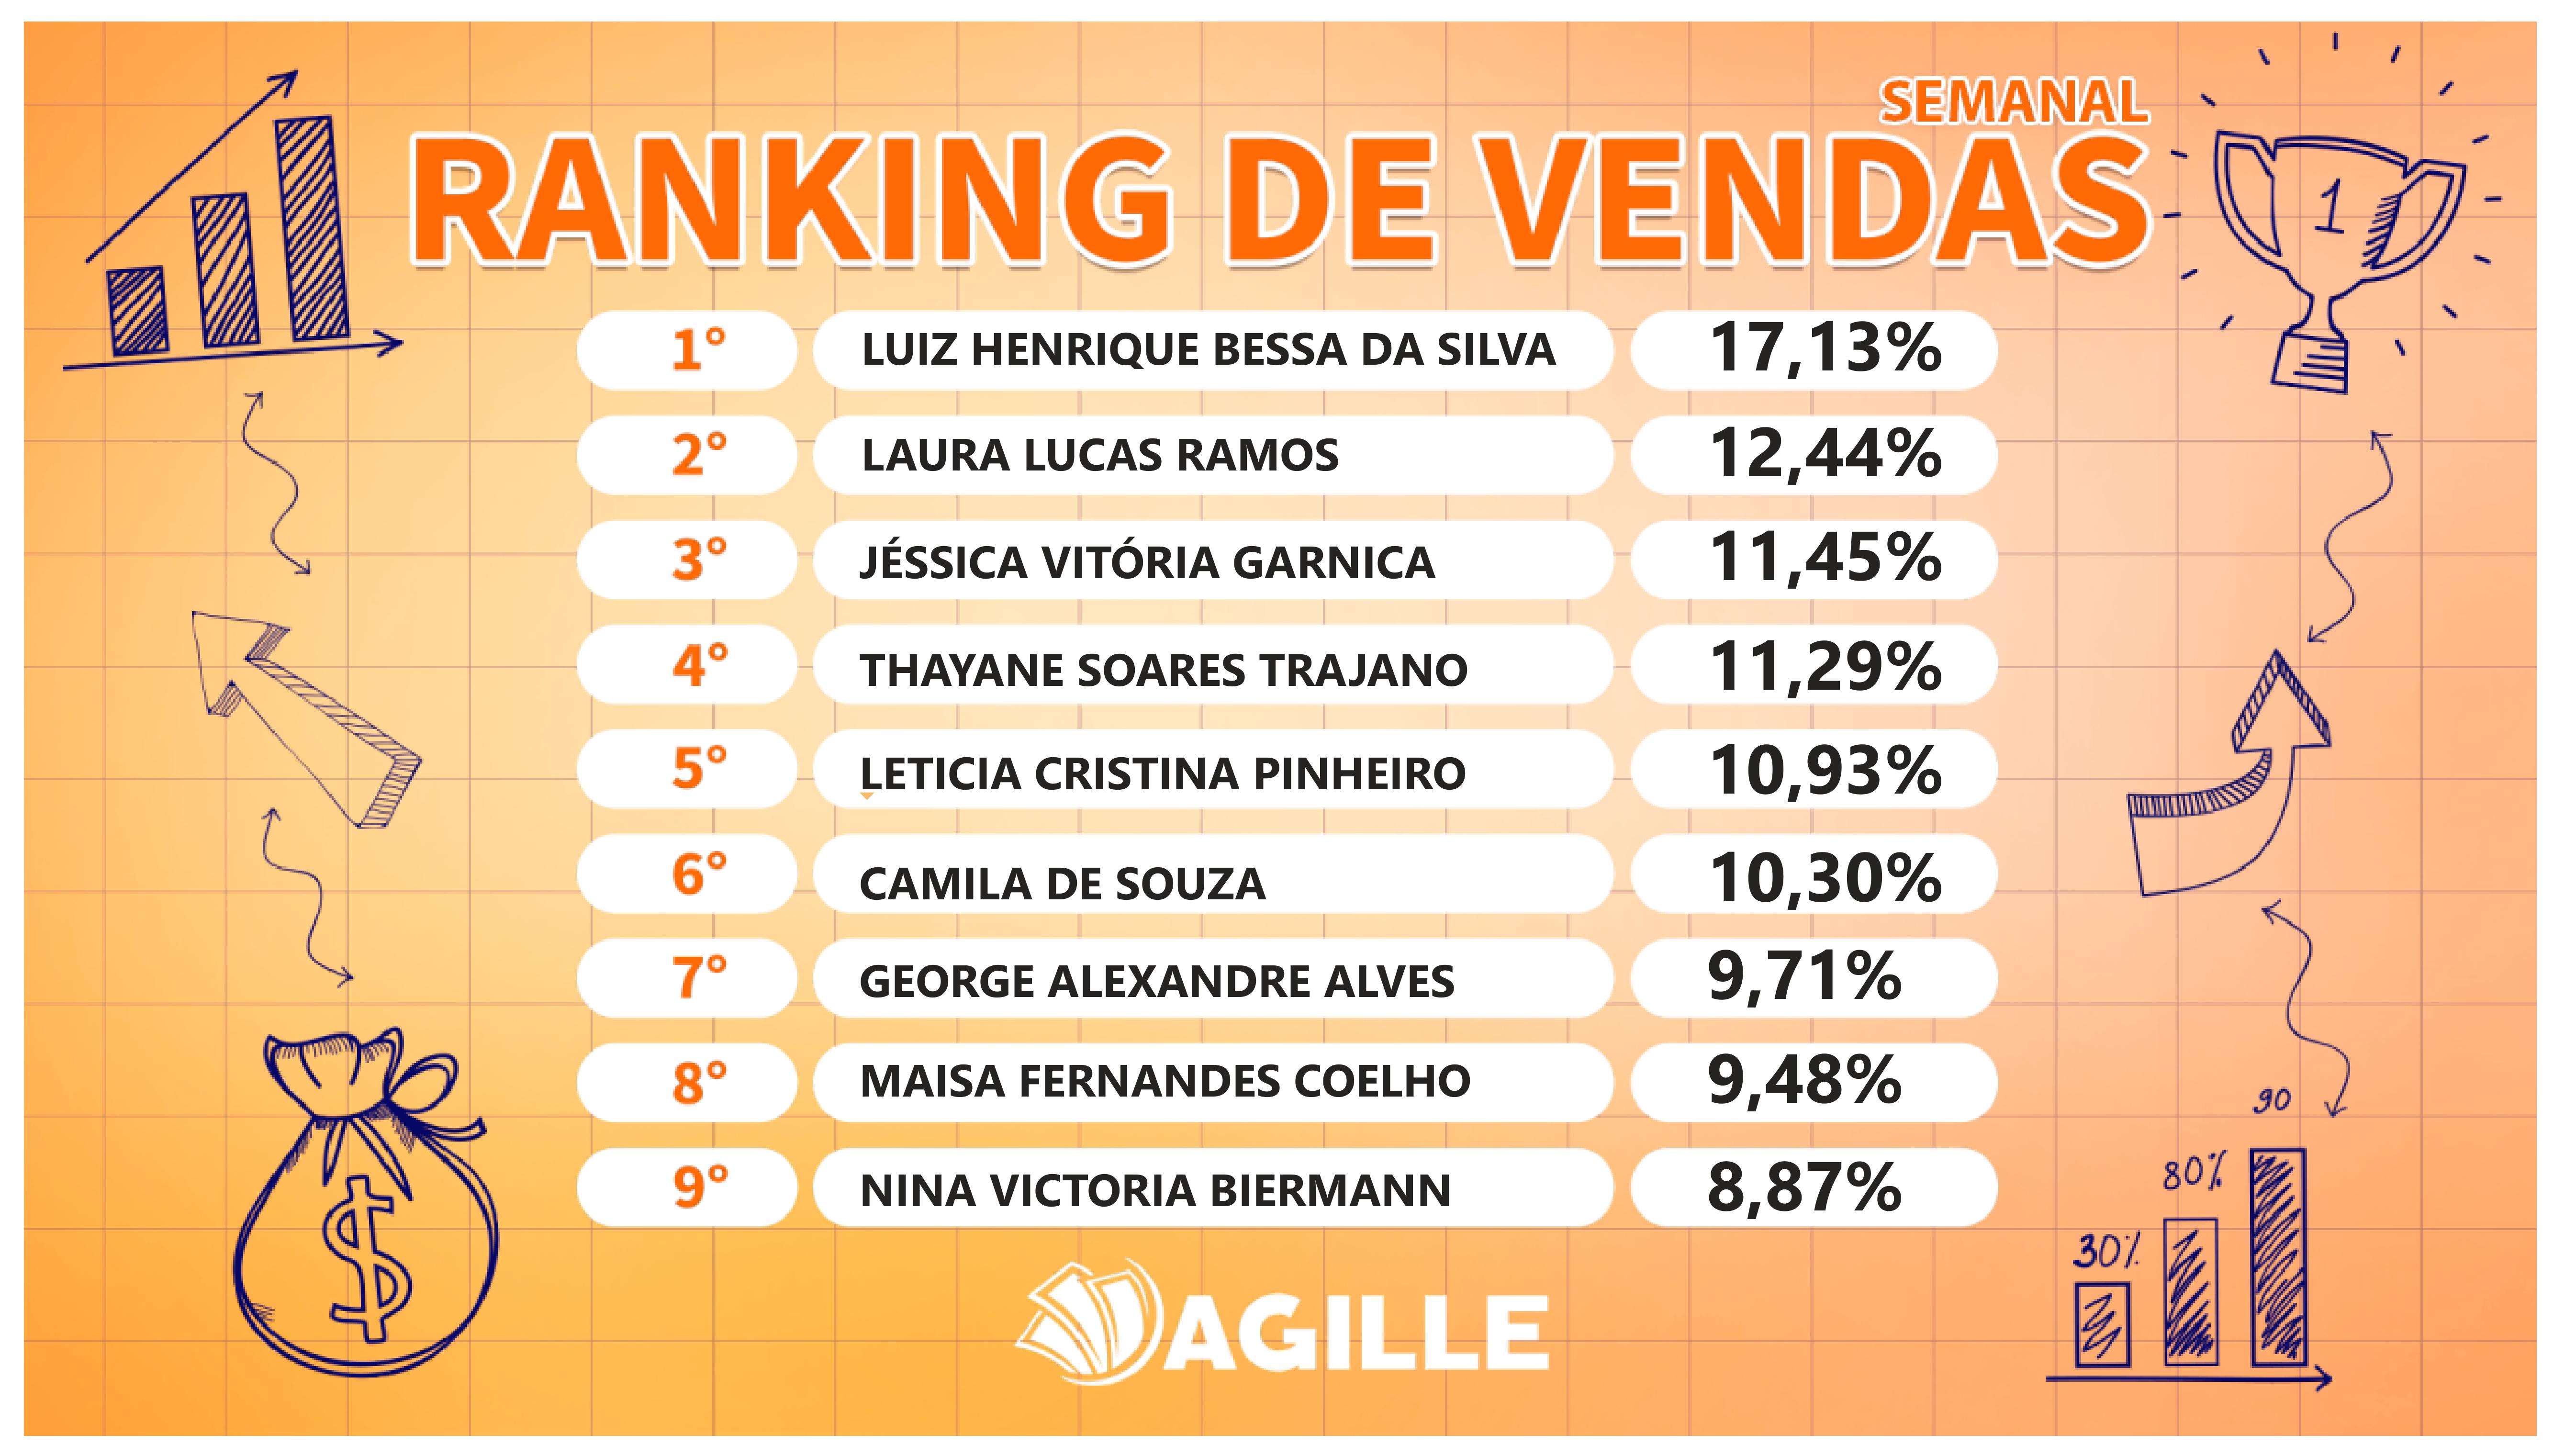 SEMANAL
RANKING DE VENDAS
1
1° LUIZ HENRIQUE BESSA DA SILVA 17,13%
2° LAURA LUCAS RAMOS 12,44%
3° JÉSSICA VITÓRIA GARNICA 11,45%
4° THAYANE SOARES TRAJANO 11,29%
5° LETICIA CRISTINA PINHEIRO 10,93%
6° CAMILA DE SOUZA 10,30%
7° GEORGE ALEXANDRE ALVES 9,71%
8° MAISA FERNANDES COELHO 9,48%
9° NINA VICTORIA BIERMANN 8,87%
$
90
80%
30%
AGILLE